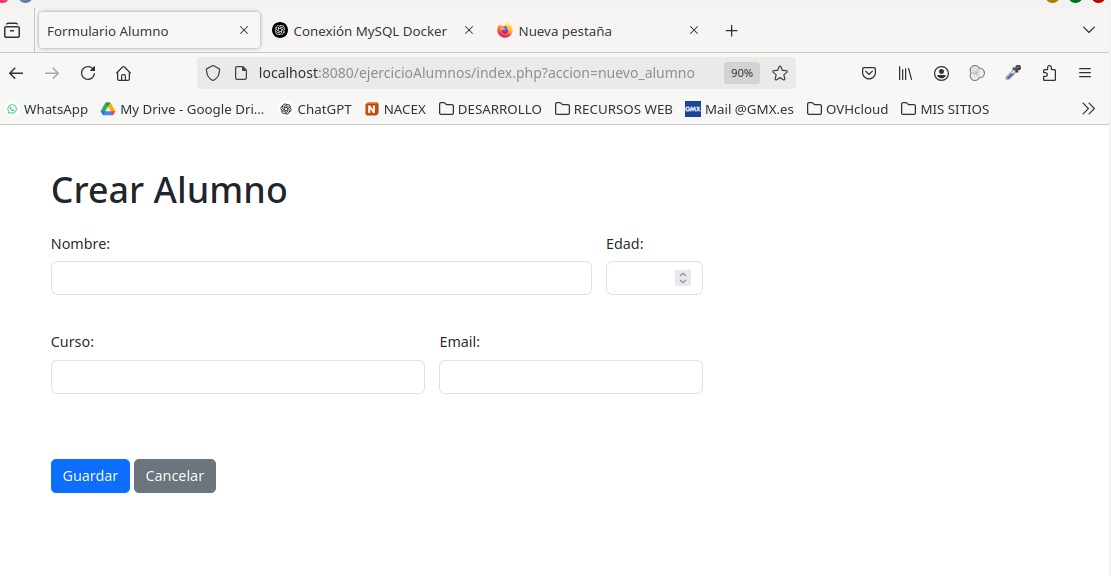 Formulario Alumno
Conexión MySQL Docker
Nueva pestaña
localhost:8080/ejercicioAlumnos/index.php?accion=nuevo_alumno
90%
WhatsApp
My Drive - Google Dri...
ChatGPT
N NACEX
DESARROLLO
RECURSOS WEB
GMX Mail @GMX.es
OVHcloud
MIS SITIOS
Crear Alumno
Nombre:
Edad:
Curso:
Email:
Guardar
Cancelar